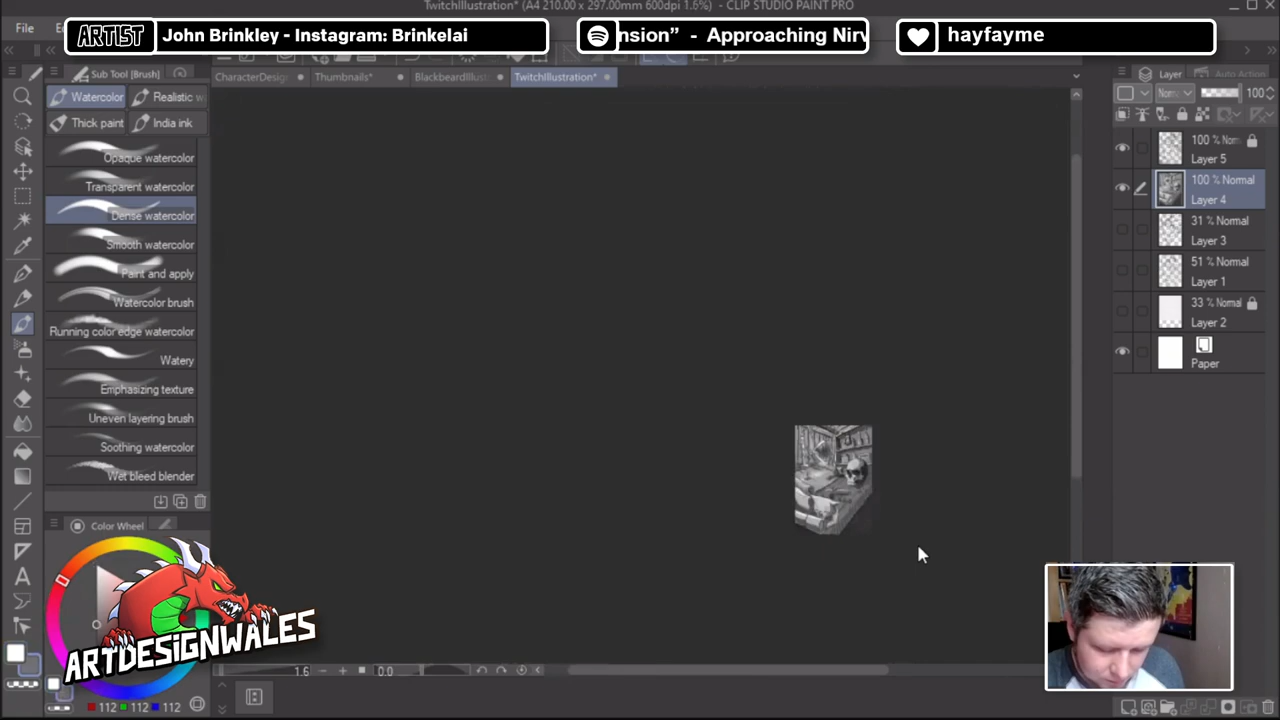 TwitchIllustration* (A4 210.00 x 297.00mm 600dpi 1.6%) - CLIP STUDIO PAINT PRO
File
ARTIST John Brinkley - Instagram: Brinkelai
nsion” - Approaching Nirv
hayfayme
Sub Tool [Brush]
Layer
Auto Action
CharacterDesig
Thumbnails*
BlackbeardIllust
TwitchIllustration*
Watercolor
Realistic w
Thick paint
India ink
Opaque watercolor
Transparent watercolor
Dense watercolor
Smooth watercolor
Paint and apply
Watercolor brush
Running color edge watercolor
Watery
Emphasizing texture
Uneven layering brush
Soothing watercolor
Wet bleed blender
Color Wheel
ARTDESIGNWALES
112 112 112
1.6
0.0
100
100 % Norm
Layer 5
100 % Normal
Layer 4
31 % Normal
Layer 3
51 % Normal
Layer 1
33 % Normal
Layer 2
Paper